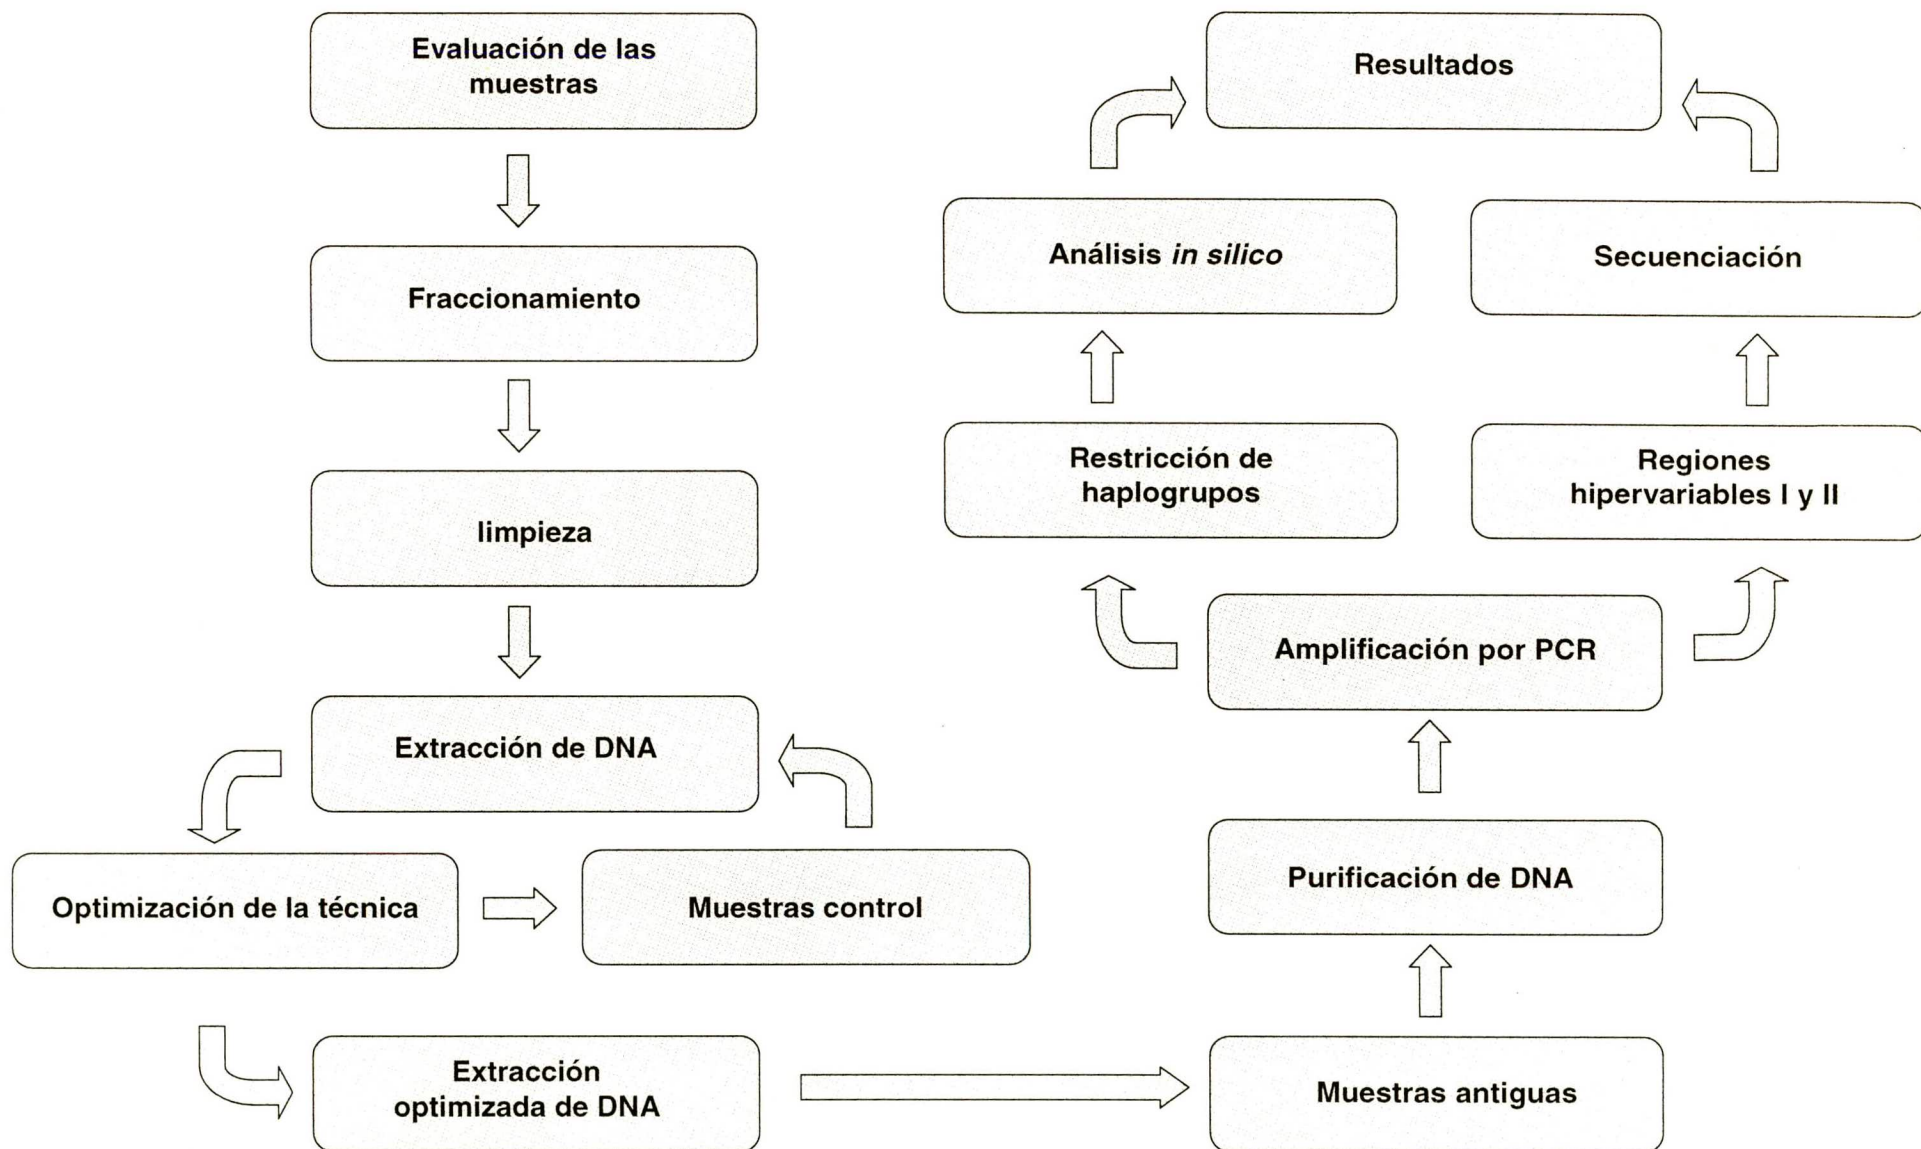 Evaluación de las
muestras
Fraccionamiento
limpieza
Extracción de DNA
Optimización de la técnica
Muestras control
Extracción
optimizada de DNA
Muestras antiguas
Purificación de DNA
Amplificación por PCR
Restricción de
haplogrupos
Regiones
hipervariables I y II
Análisis in silico
Secuenciación
Resultados